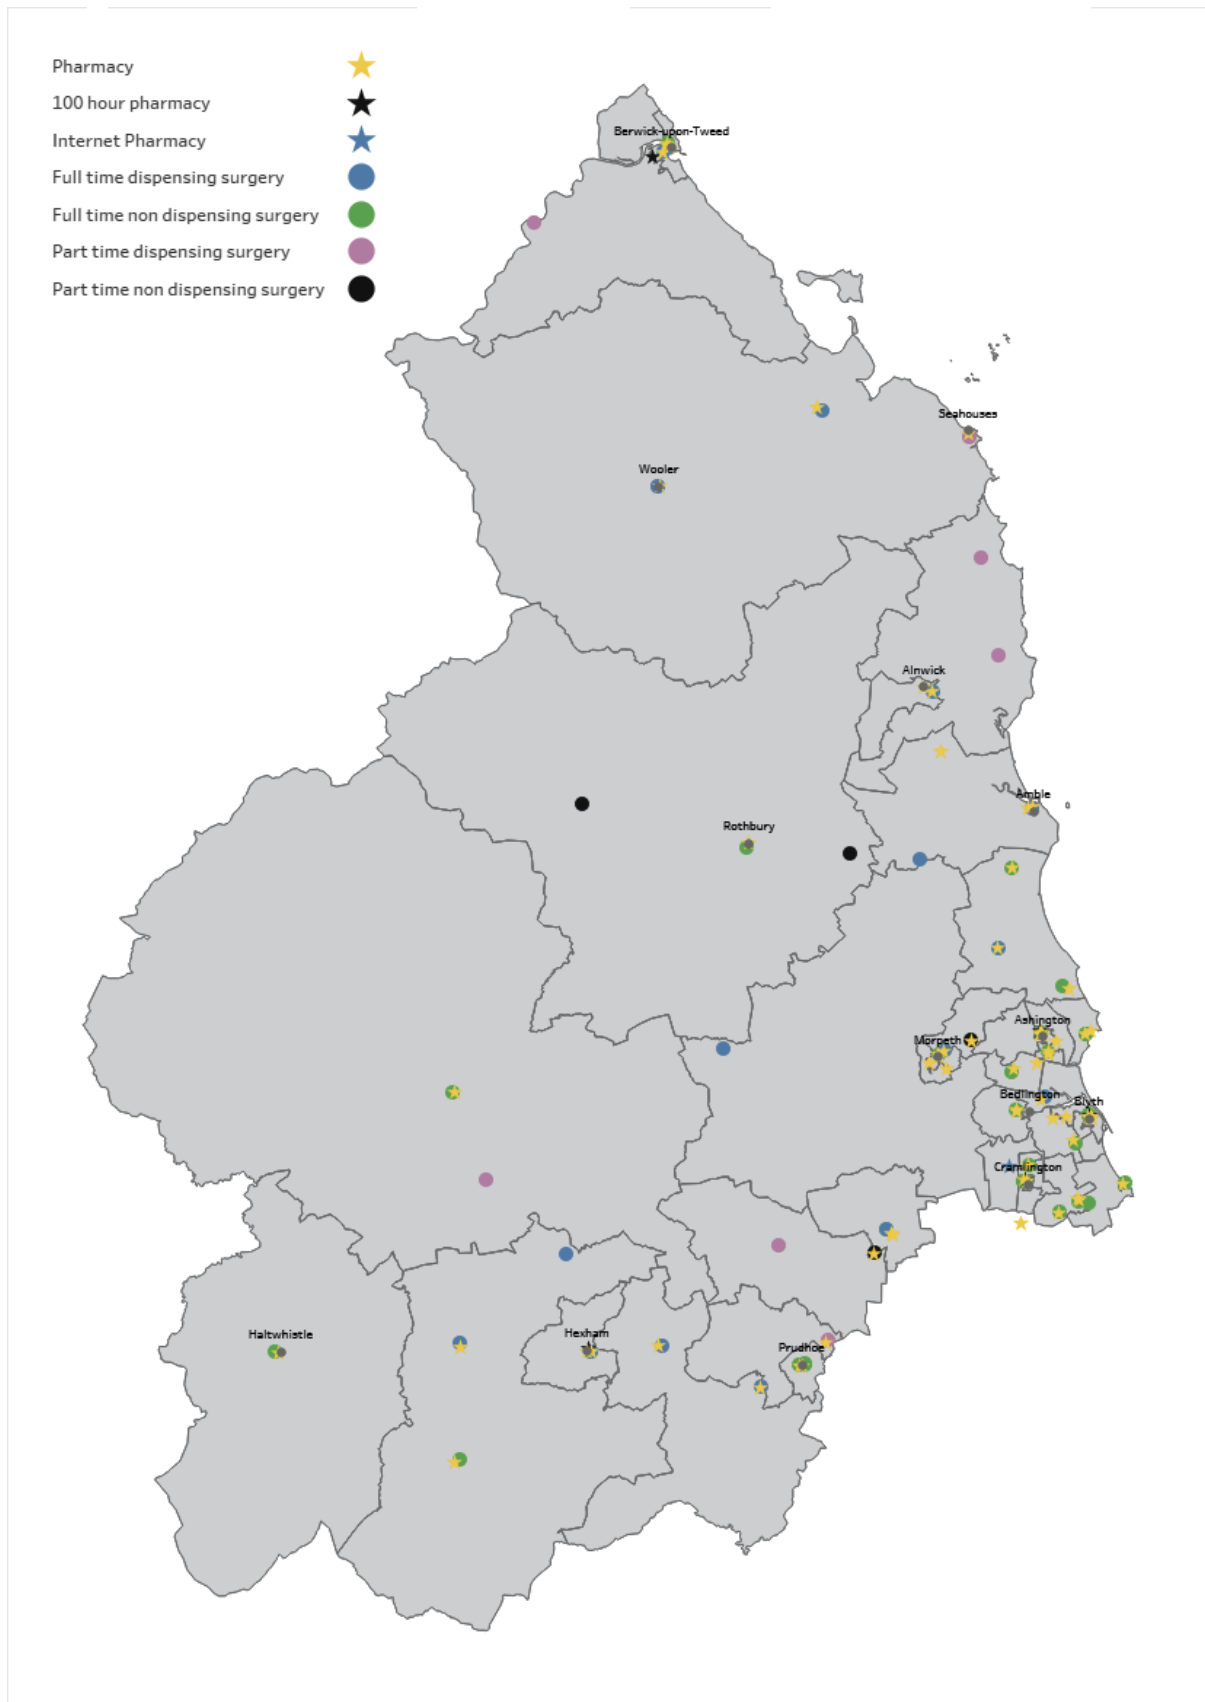 Pharmacy
100 hour pharmacy
Internet Pharmacy
Full time dispensing surgery
Full time non dispensing surgery
Part time dispensing surgery
Part time non dispensing surgery
Berwick-upon-Tweed
Seahouses
Wooler
Alnwick
Amble
Rothbury
Ashington
Morpeth
Bedlington
Blyth
Cramlington
Hexham
Haltwhistle
Prudhoe